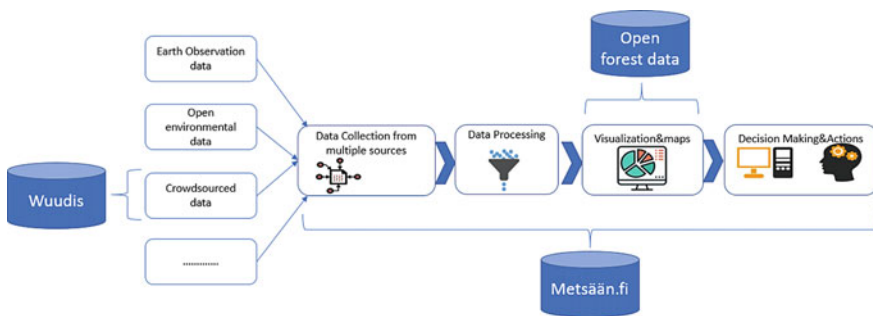 Open
forest data
Earth Observation
data
Open
environmental
data
Wuudis
Crowdsourced
data
.............
Data Collection from
multiple sources
Data Processing
Visualization&maps
Decision Making&Actions
Metsään.fi